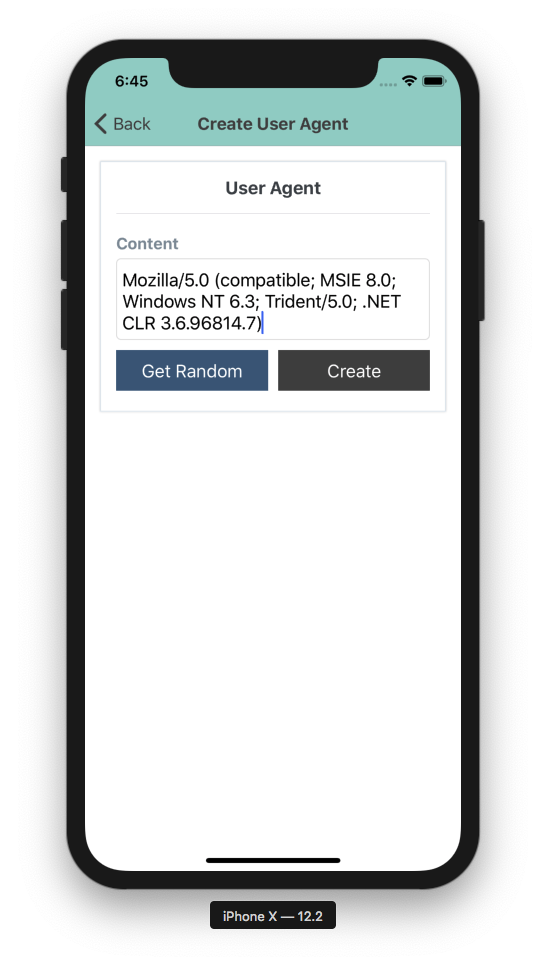 6:45
Back
Create User Agent
User Agent
Content
Mozilla/5.0 (compatible; MSIE 8.0;
Windows NT 6.3; Trident/5.0; .NET
CLR 3.6.96814.7)
Get Random
Create
iPhone X — 12.2